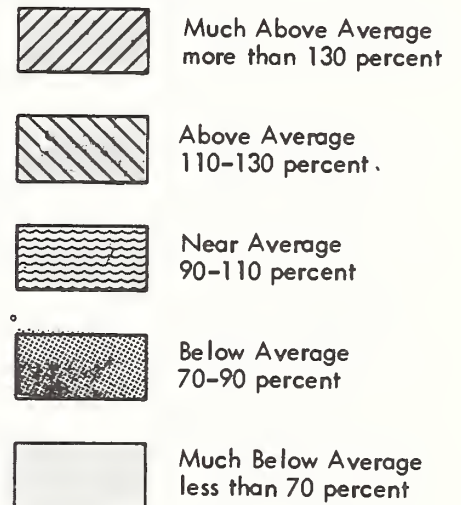 Much Above Average
more than 130 percent
Above Average
110-130 percent.
Near Average
90-110 percent
Below Average
70-90 percent
Much Below Average
less than 70 percent